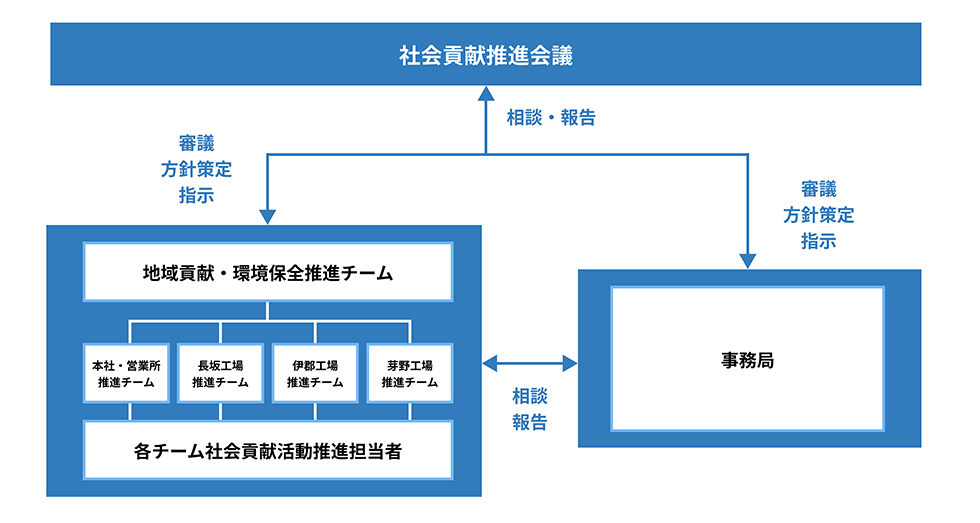 社会貢献推進会議
相談・報告
審議
方針策定
指示
審議
方針策定
指示
地域貢献・環境保全推進チーム
本社・営業所
推進チーム
長坂工場
推進チーム
伊郡工場
推進チーム
芽野工場
推進チーム
各チーム社会貢献活動推進担当者
相談
報告
事務局